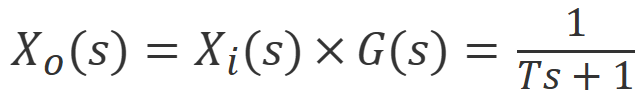 Xₒ(s) = Xᵢ(s) × G(s) = 1/(Ts + 1)